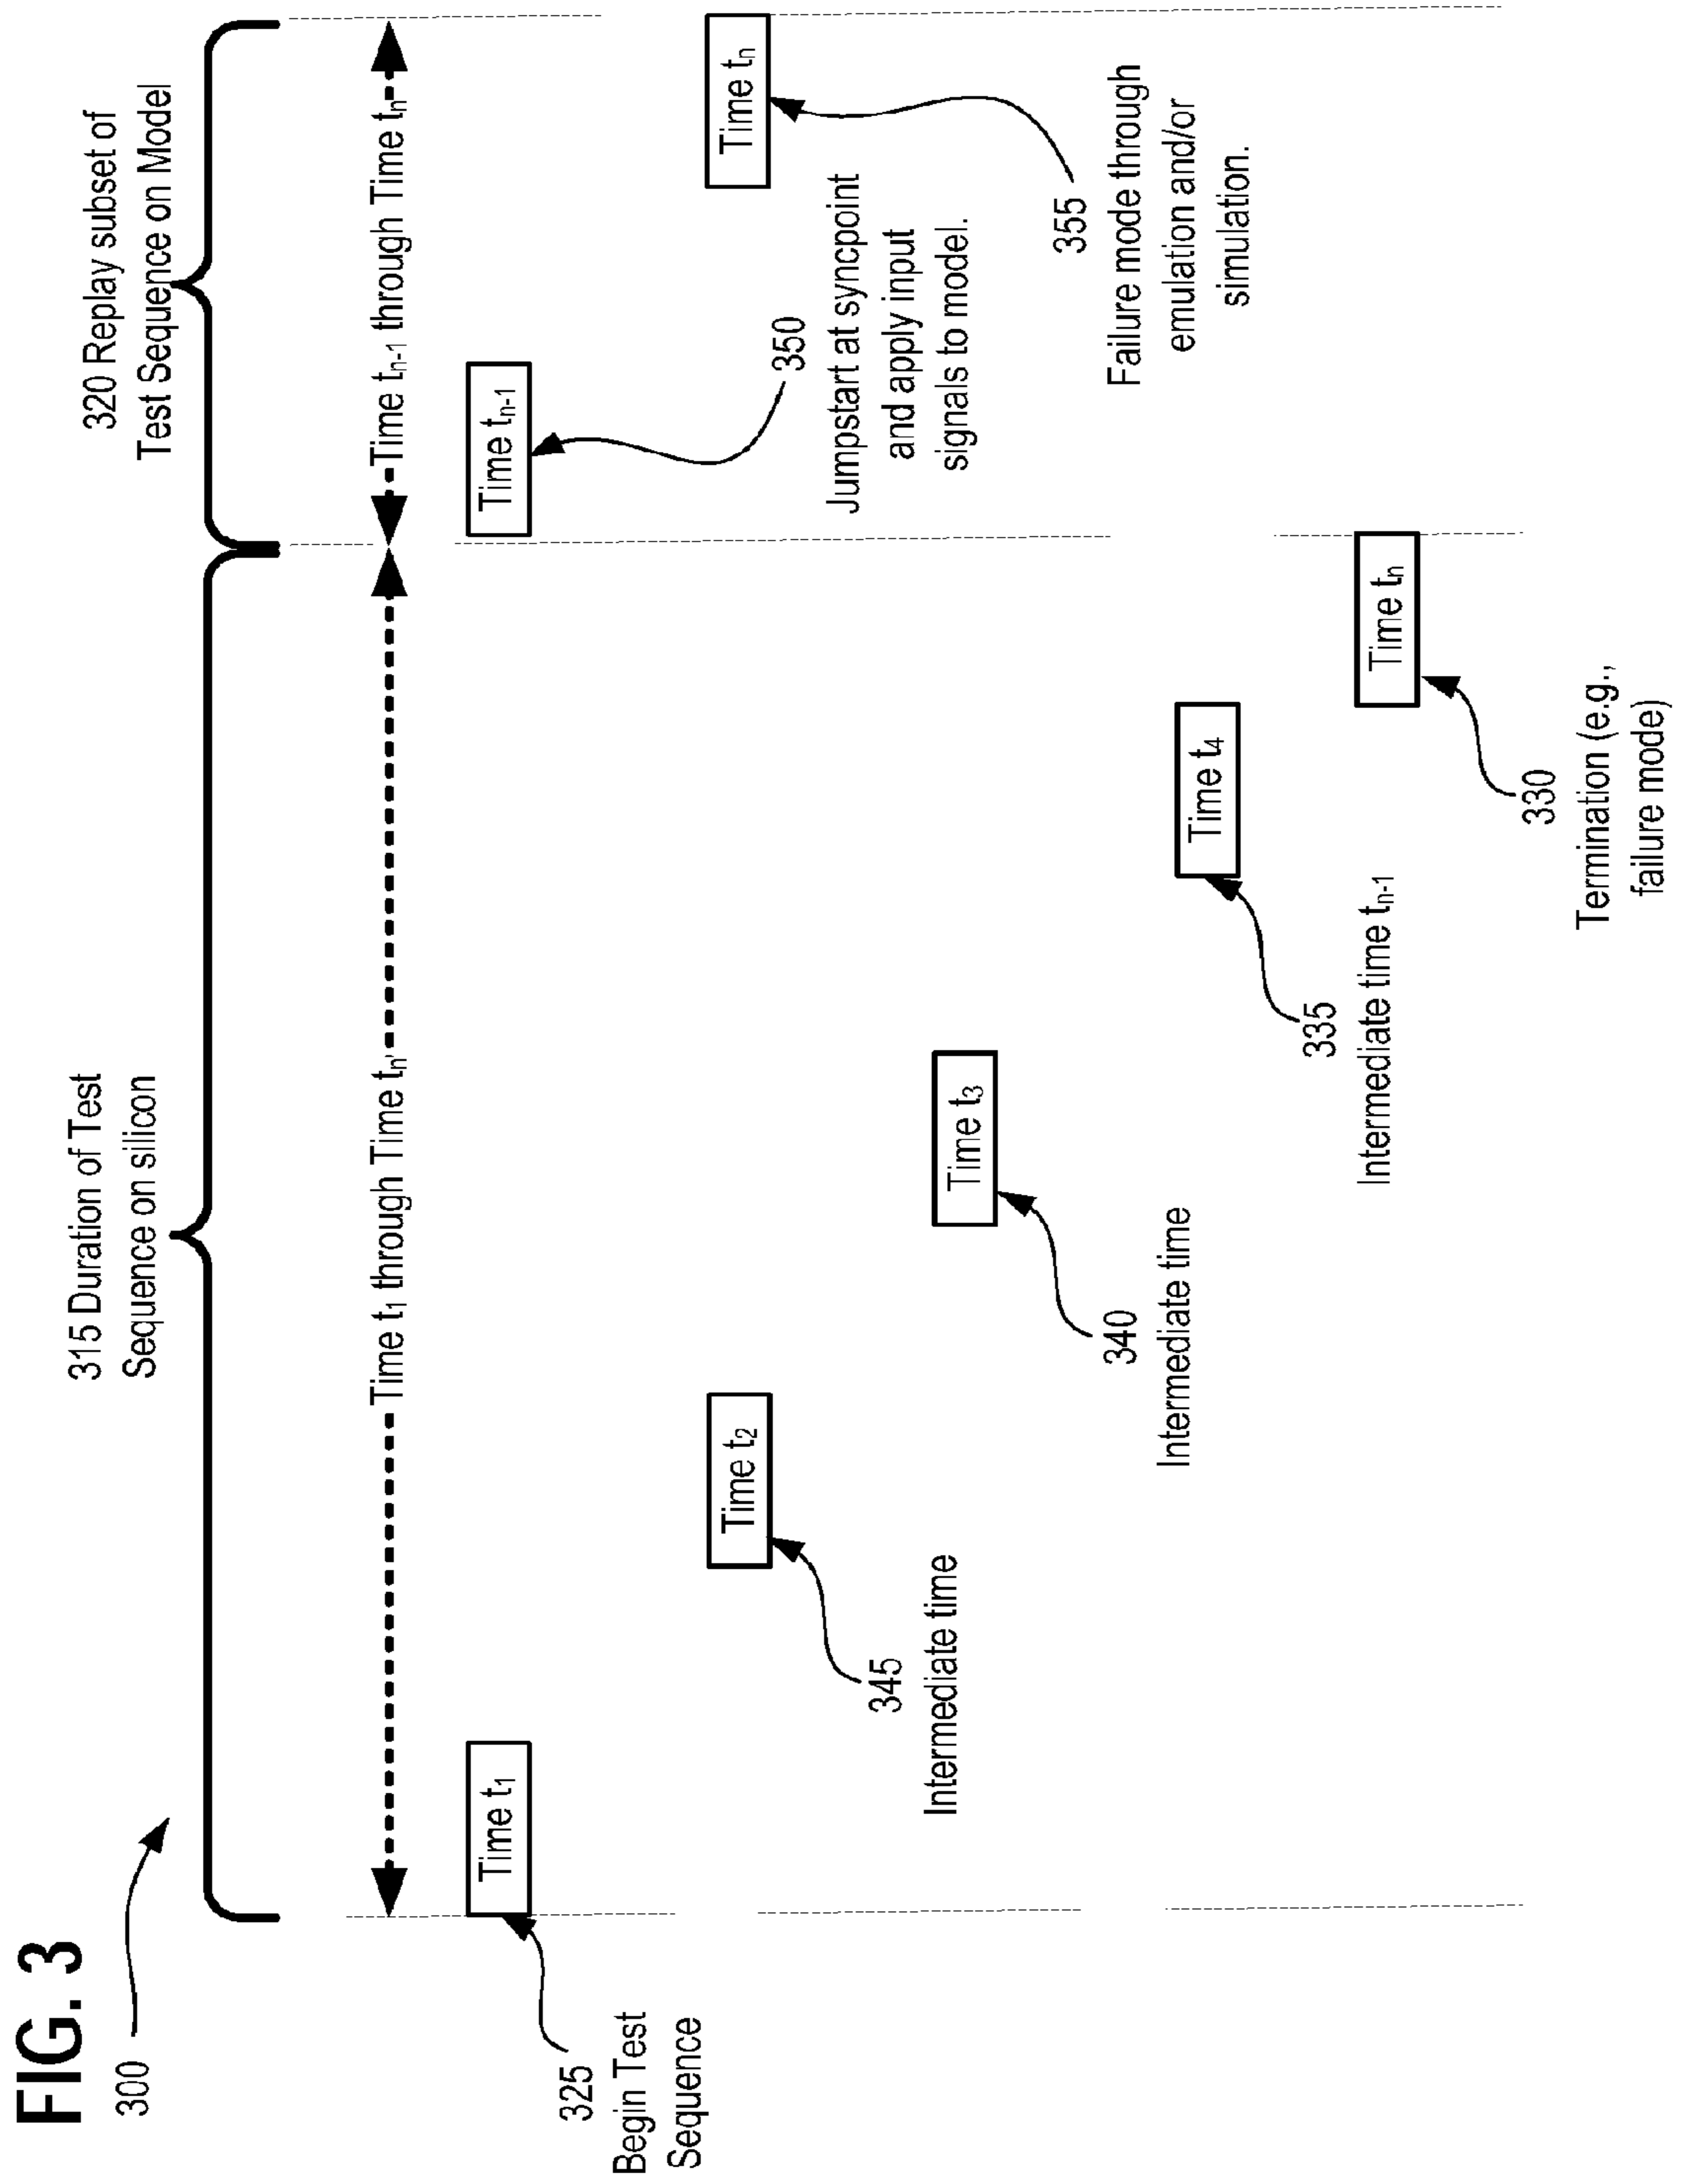 FIG. 3
300
315 Duration of Test
Sequence on silicon
320 Replay subset of
Test Sequence on Model
Time t1 through Time tn
Time tn-1 through Time tn
Time t1
325
Begin Test
Sequence
Time t2
345
Intermediate time
Time t3
340
Intermediate time
Time t4
335
Intermediate time tn-1
Time tn
330
Termination (e.g.,
failure mode)
Time tn-1
350
Jumpstart at syncpoint
and apply input
signals to model.
Time tn
355
Failure mode through
emulation and/or
simulation.